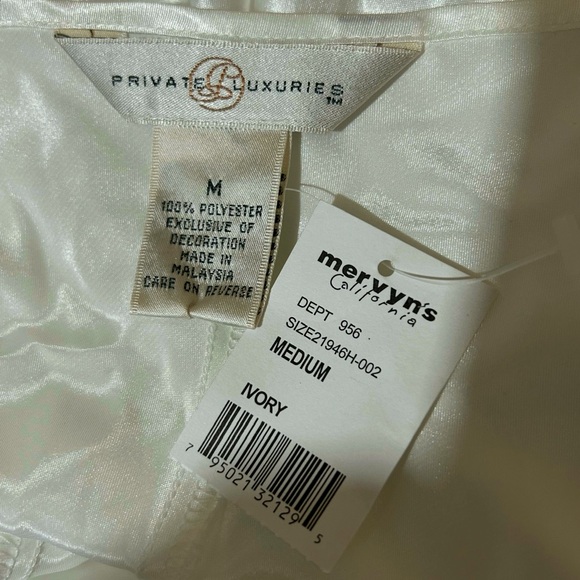 PRIVATE LUXURIES
TM
M
100% POLYESTER
EXCLUSIVE OF
DECORATION
MADE IN
MALAYSIA
CARE ON REVERSE
mervyn's
California
DEPT 956
SIZE21946H-002
MEDIUM
IVORY
7 95021 32129 5